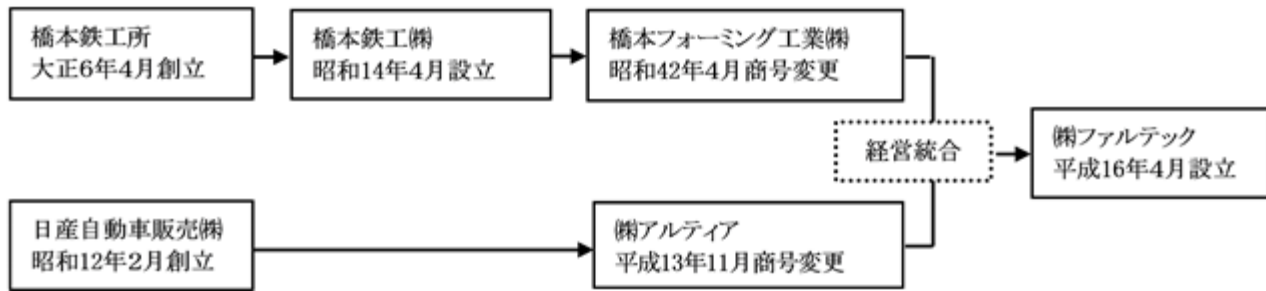 橋本鉄工所
大正6年4月創立
橋本鉄工㈱
昭和14年4月設立
橋本フォーミング工業㈱
昭和42年4月商号変更
経営統合
㈱ファルテック
平成16年4月設立
日産自動車販売㈱
昭和12年2月創立
㈱アルティア
平成13年11月商号変更